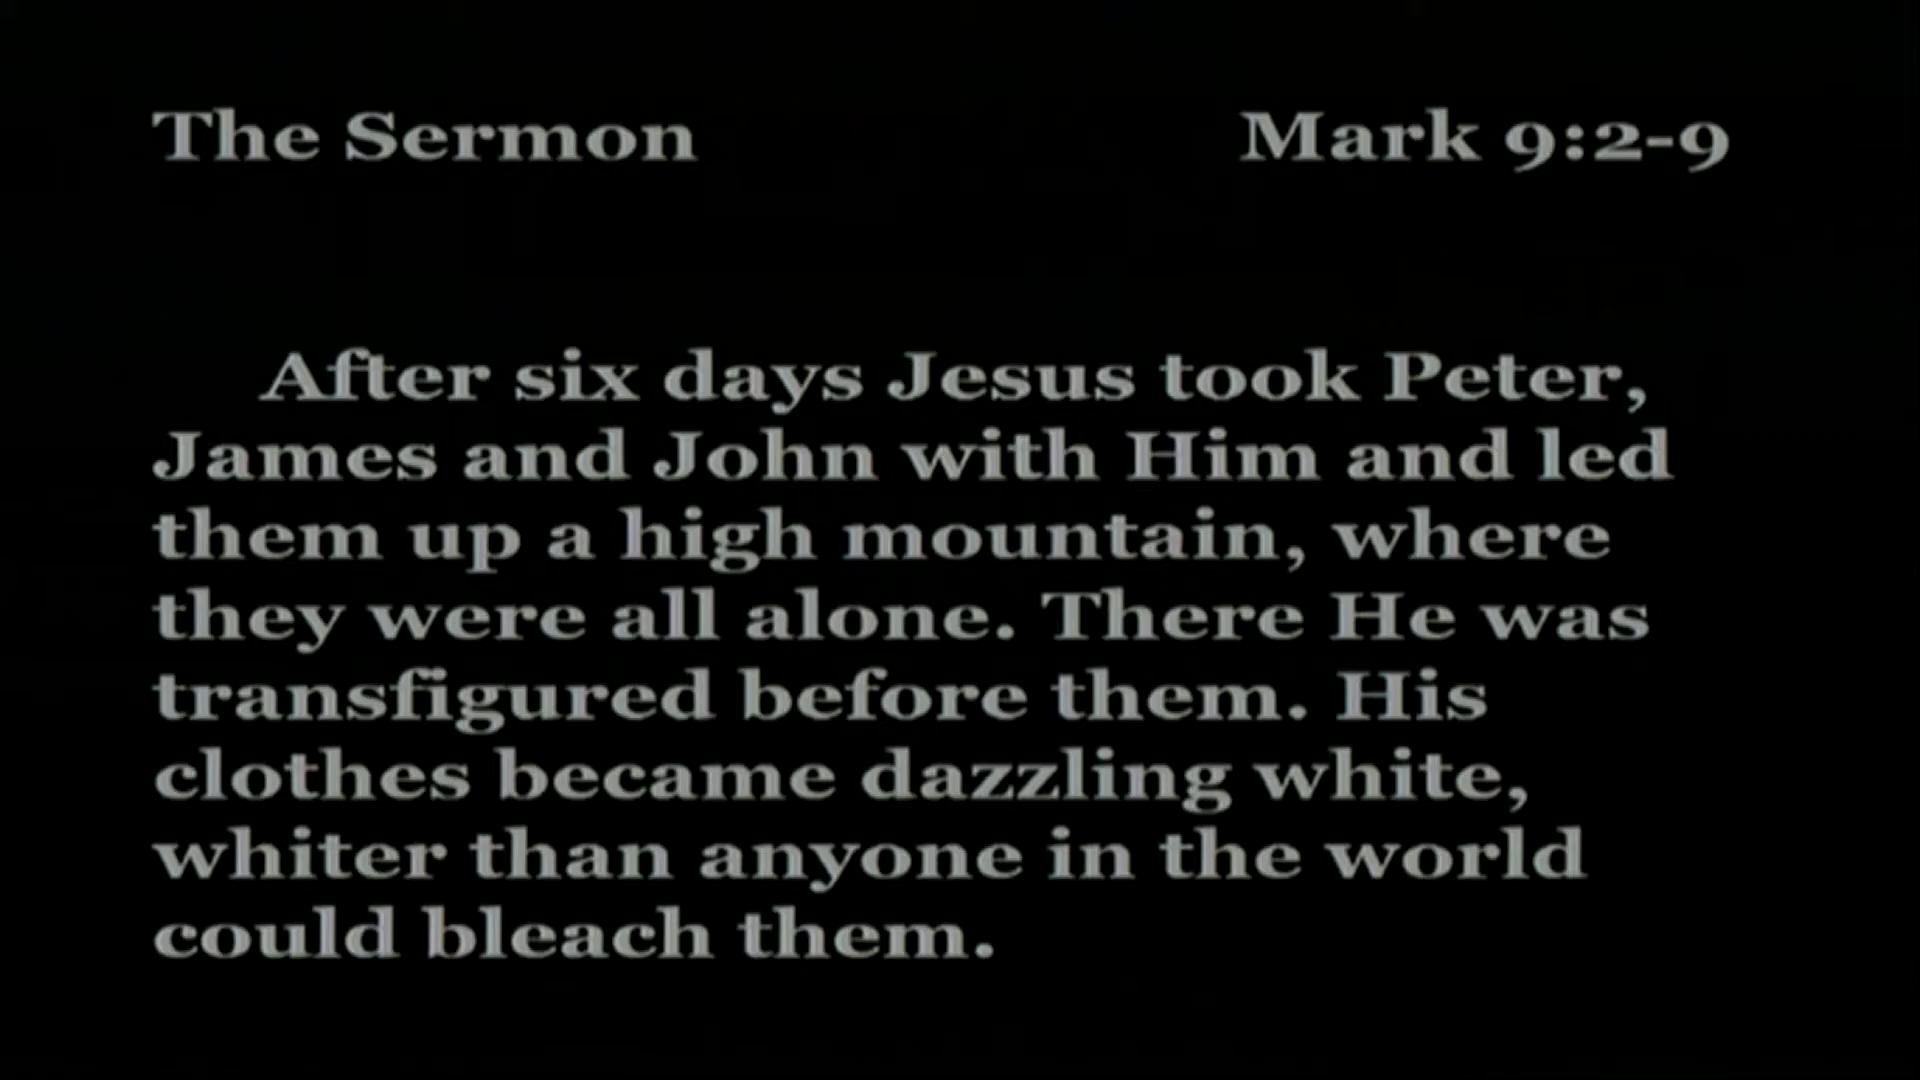 The Sermon Mark 9:2-9
After six days Jesus took Peter,
James and John with Him and led
them up a high mountain, where
they were all alone. There He was
transfigured before them. His
clothes became dazzling white,
whiter than anyone in the world
could bleach them.